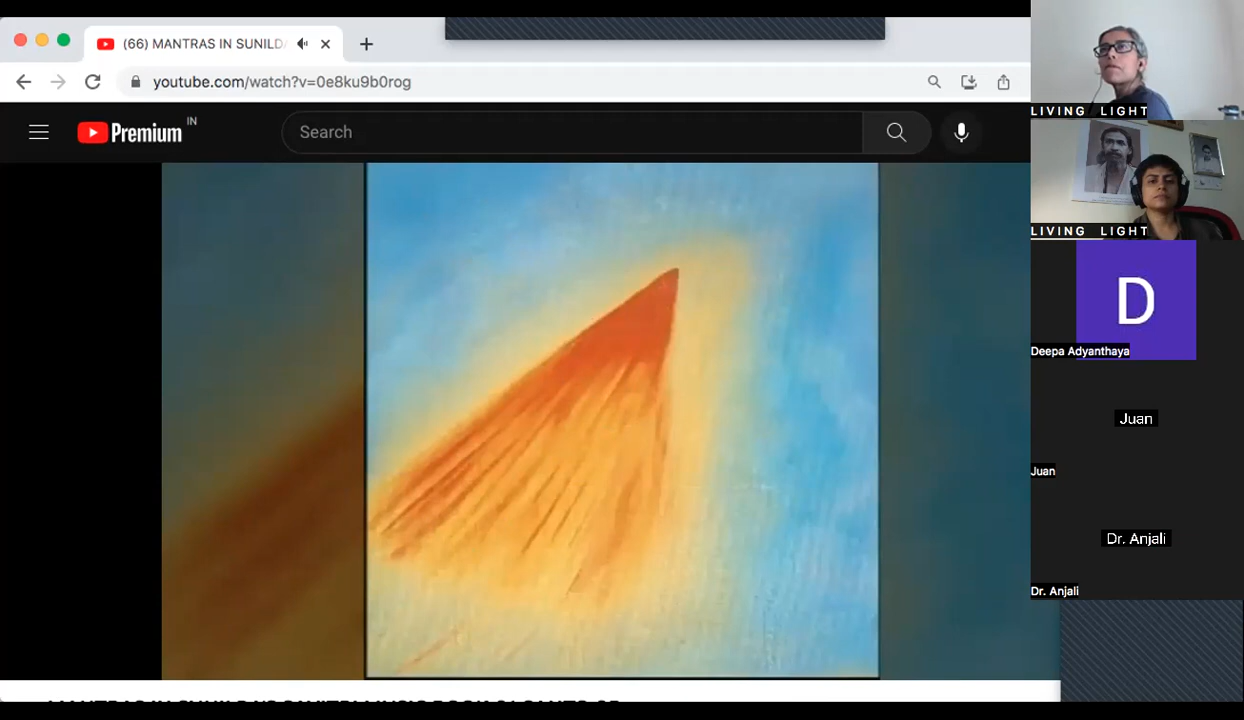 (66) MANTRAS IN SUNILDA
youtube.com/watch?v=0e8ku9b0rog
Premium IN
Search
LIVING LIGHT
LIVING LIGHT
D
Deepa Adyanthaya
Juan
Juan
Dr. Anjali
Dr. Anjali